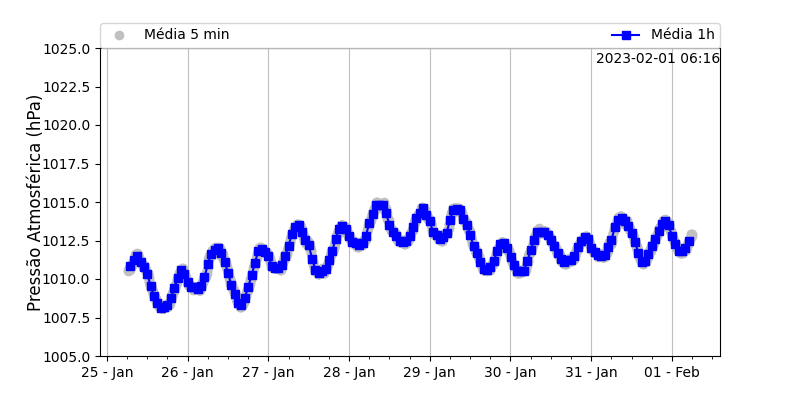 Média 5 min
Média 1h
2023-02-01 06:16
Pressão Atmosférica (hPa)
1025.0
1022.5
1020.0
1017.5
1015.0
1012.5
1010.0
1007.5
1005.0
25 - Jan
26 - Jan
27 - Jan
28 - Jan
29 - Jan
30 - Jan
31 - Jan
01 - Feb